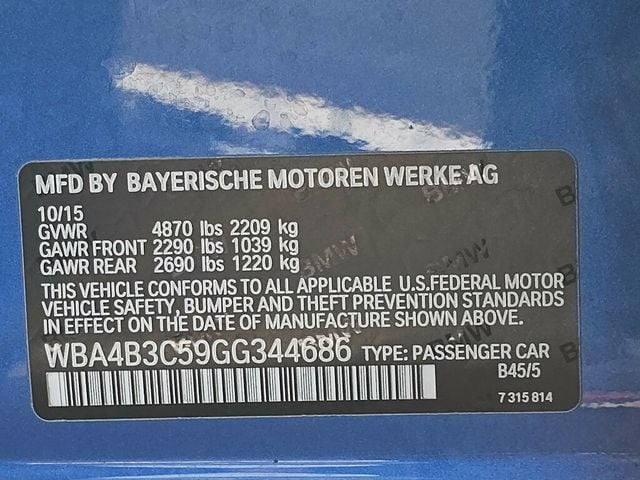 MFD BY BAYERISCHE MOTOREN WERKE AG
10/15
GVWR 4870 lbs 2209 kg
GAWR FRONT 2290 lbs 1039 kg
GAWR REAR 2690 lbs 1220 kg
THIS VEHICLE CONFORMS TO ALL APPLICABLE U.S.FEDERAL MOTOR
VEHICLE SAFETY, BUMPER AND THEFT PREVENTION STANDARDS
IN EFFECT ON THE DATE OF MANUFACTURE SHOWN ABOVE.
WBA4B3C59GG344686 TYPE: PASSENGER CAR
B45/5
7 315 814
BMW